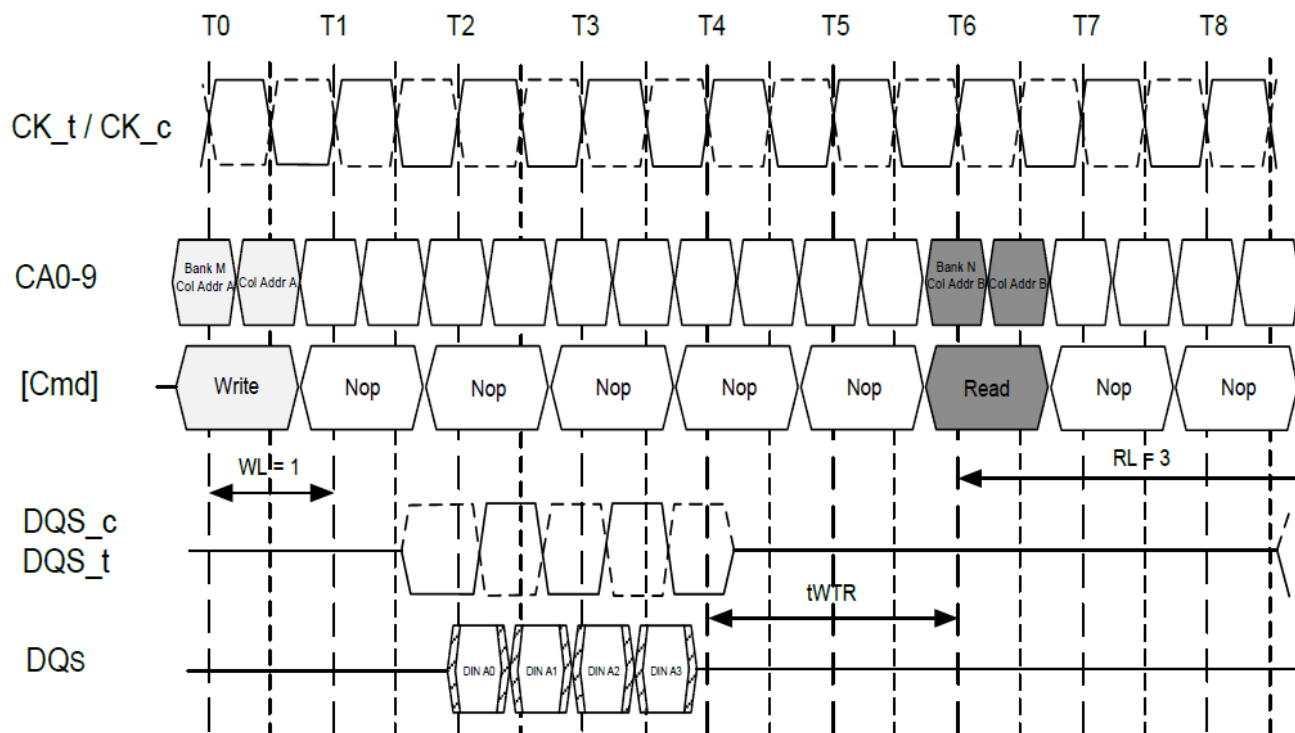 T0 T1 T2 T3 T4 T5 T6 T7 T8
CK_t / CK_c
CA0-9
Bank M
Col Addr A
Col Addr A
Bank N
Col Addr B
Col Addr B
[Cmd]
Write Nop Nop Nop Nop Nop Read Nop Nop
WL = 1
RL = 3
DQS_c
DQS_t
tWTR
DQs
DIN A0 DIN A1 DIN A2 DIN A3